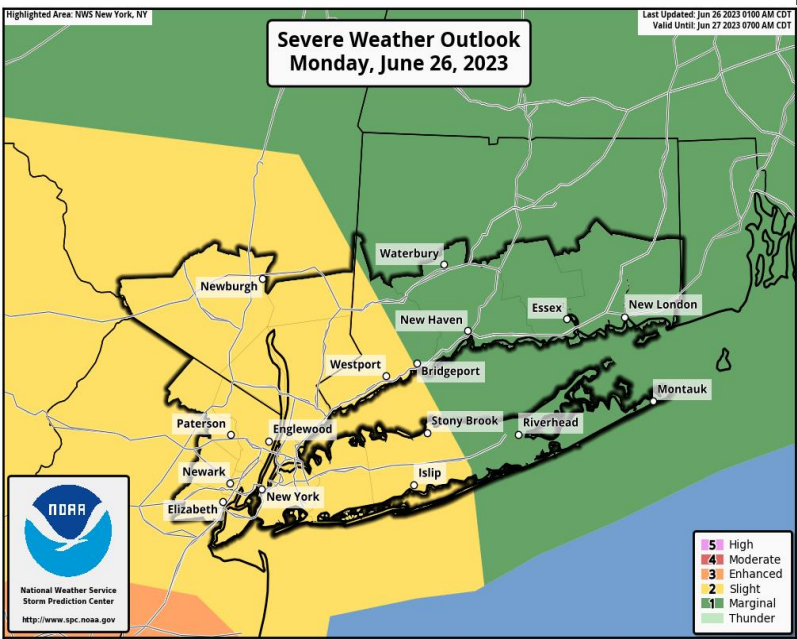 Highlighted Area: NWS New York, NY
Last Updated: Jun 26 2023 0100 AM CDT
Valid Until: Jun 27 2023 0700 AM CDT
Severe Weather Outlook
Monday, June 26, 2023
Waterbury
Newburgh
Essex
New London
New Haven
Westport
Bridgeport
Montauk
Paterson
Englewood
Stony Brook
Riverhead
Newark
Islip
New York
Elizabeth
NOAA
National Weather Service
Storm Prediction Center
http://www.spc.noaa.gov
5 High
4 Moderate
3 Enhanced
2 Slight
1 Marginal
Thunder